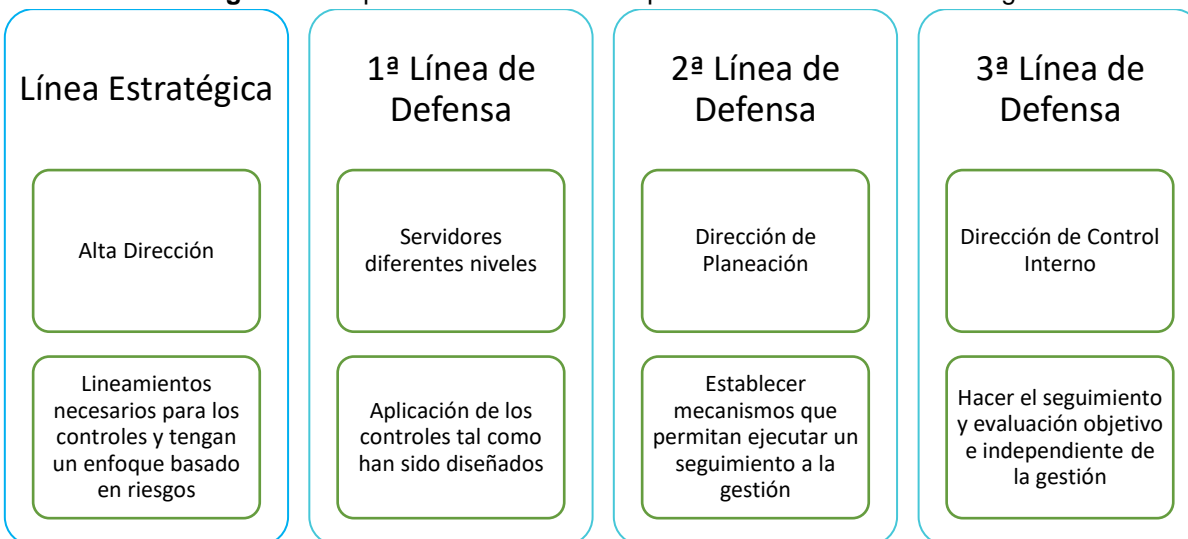 Línea Estratégica
Alta Dirección
Lineamientos
necesarios para los
controles y tengan
un enfoque basado
en riesgos
1ª Línea de
Defensa
Servidores
diferentes niveles
Aplicación de los
controles tal como
han sido diseñados
2ª Línea de
Defensa
Dirección de
Planeación
Establecer
mecanismos que
permitan ejecutar un
seguimiento a la
gestión
3ª Línea de
Defensa
Dirección de Control
Interno
Hacer el seguimiento
y evaluación objetivo
e independiente de
la gestión